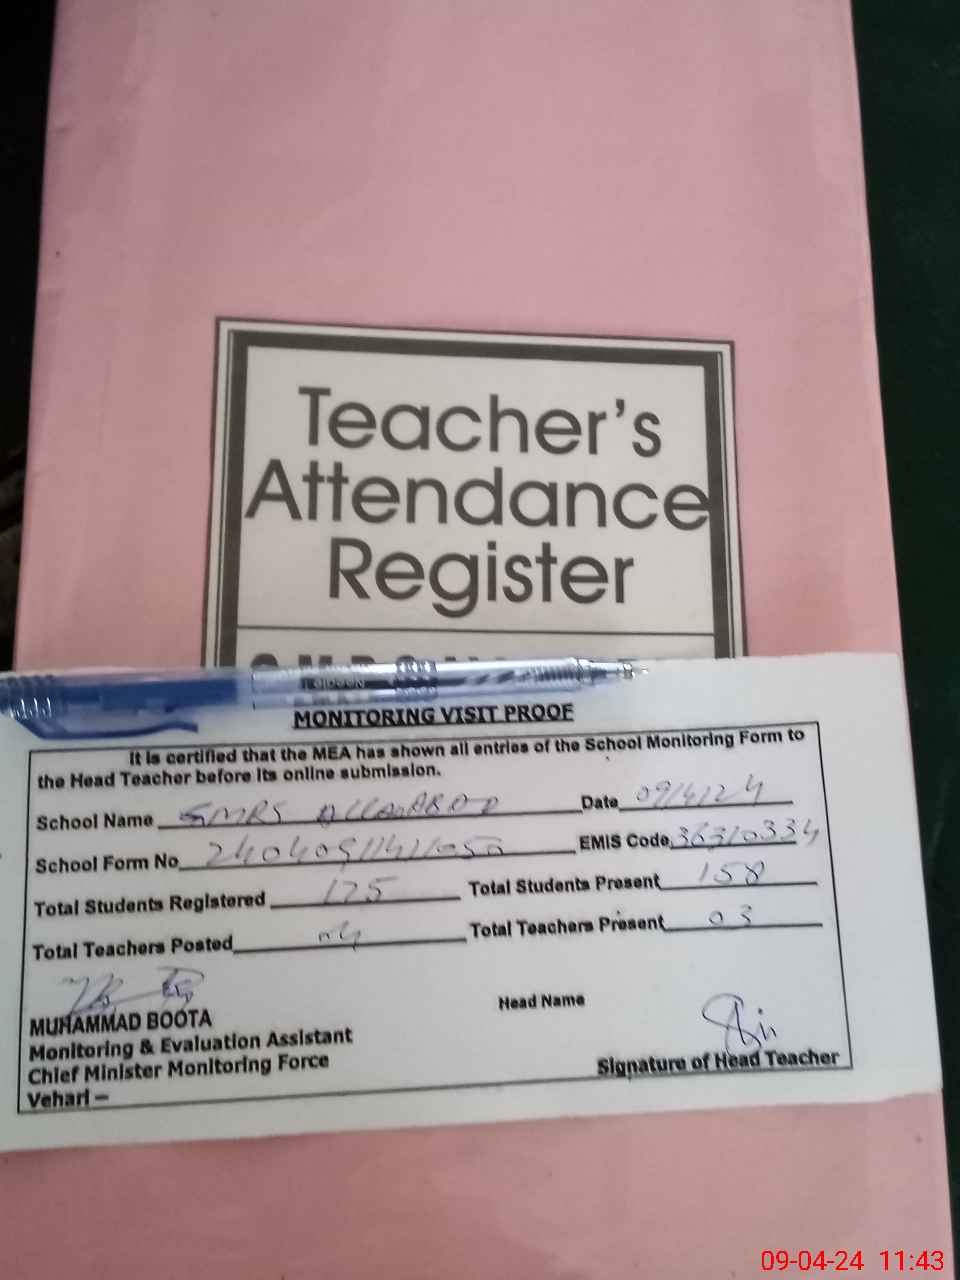 Teacher's
Attendance
Register
MONITORING VISIT PROOF
It is certified that the MEA has shown all entries of the School Monitoring Form to
the Head Teacher before its online submission.
School Name GMRS ALLAHABAD Date 09/4/24
School Form No EMIS Code 36310334
Total Students Registered 175 Total Students Present 158
Total Teachers Posted 04 Total Teachers Present 03
MUHAMMAD BOOTA Head Name
Monitoring & Evaluation Assistant
Chief Minister Monitoring Force Signature of Head Teacher
Vehari –
09-04-24 11:43